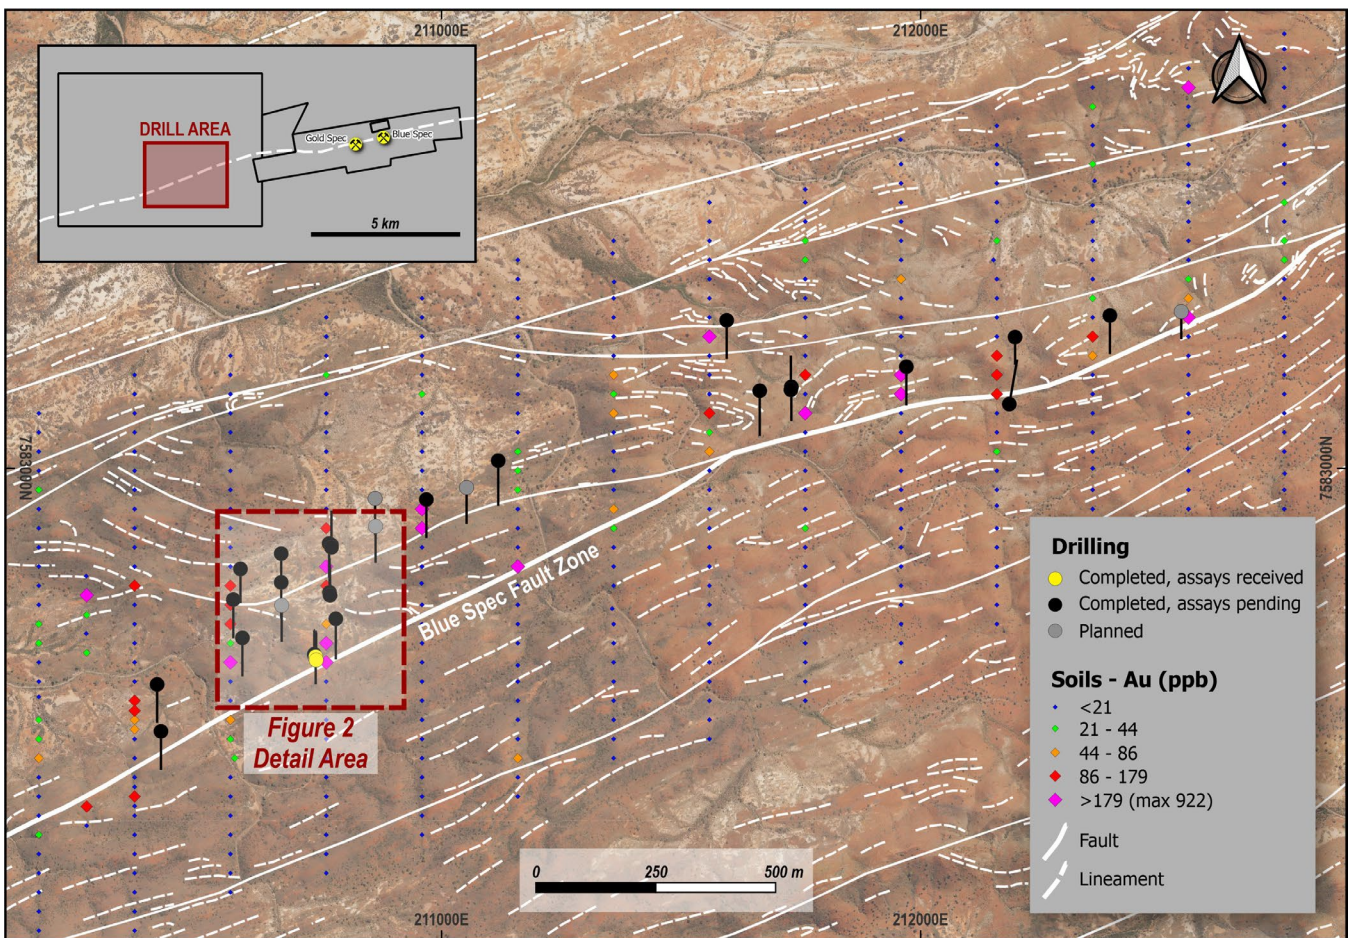 211000E
212000E
DRILL AREA
Gold Spec
Blue Spec
5 km
7583000N
7583000N
Blue Spec Fault Zone
Figure 2
Detail Area
Drilling
Completed, assays received
Completed, assays pending
Planned
Soils - Au (ppb)
<21
21 - 44
44 - 86
86 - 179
>179 (max 922)
Fault
Lineament
0 250 500 m
211000E
212000E